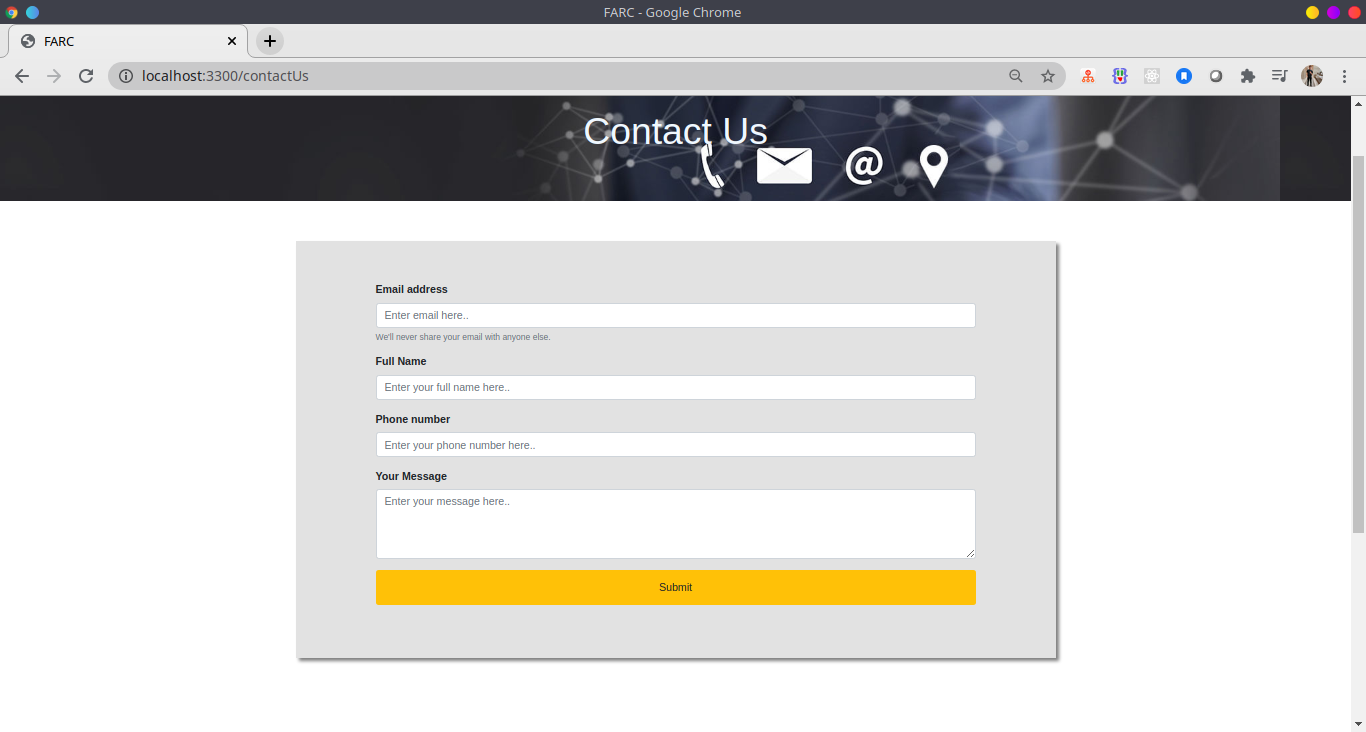 FARC - Google Chrome
FARC
localhost:3300/contactUs
Contact Us
@
Email address
Enter email here..
We'll never share your email with anyone else.
Full Name
Enter your full name here..
Phone number
Enter your phone number here..
Your Message
Enter your message here..
Submit